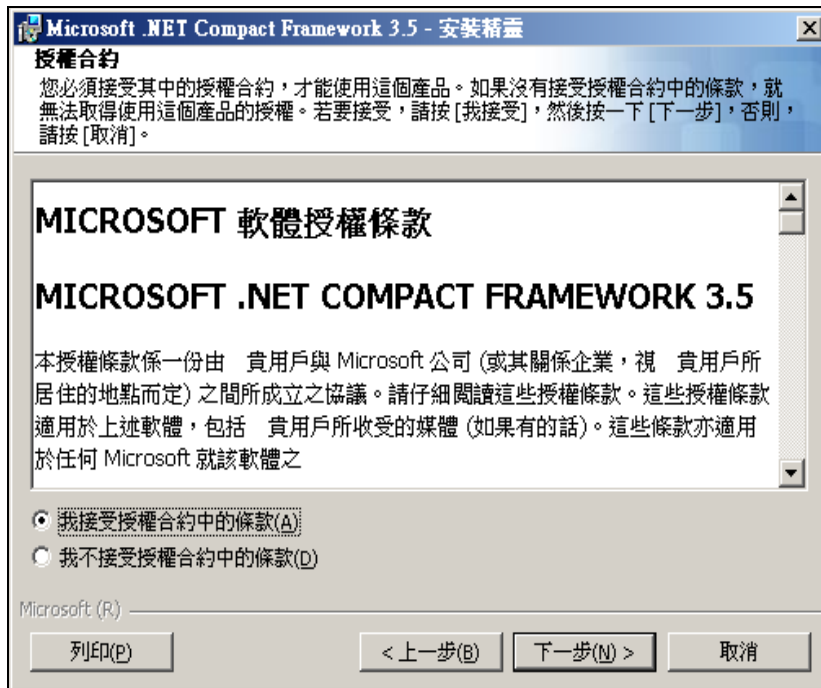 Microsoft .NET Compact Framework 3.5 - 安裝精靈
授權合約
您必須接受其中的授權合約，才能使用這個產品。如果沒有接受授權合約中的條款，就
無法取得使用這個產品的授權。若要接受，請按 [我接受]，然後按一下 [下一步]，否則，
請按 [取消]。
MICROSOFT 軟體授權條款
MICROSOFT .NET COMPACT FRAMEWORK 3.5
本授權條款係一份由　貴用戶與 Microsoft 公司 (或其關係企業，視　貴用戶所
居住的地點而定) 之間所成立之協議。請仔細閱讀這些授權條款。這些授權條款
適用於上述軟體，包括　貴用戶所收受的媒體 (如果有的話)。這些條款亦適用
於任何 Microsoft 就該軟體之
我接受授權合約中的條款(A)
我不接受授權合約中的條款(D)
Microsoft (R)
列印(P) < 上一步(B) 下一步(N) > 取消